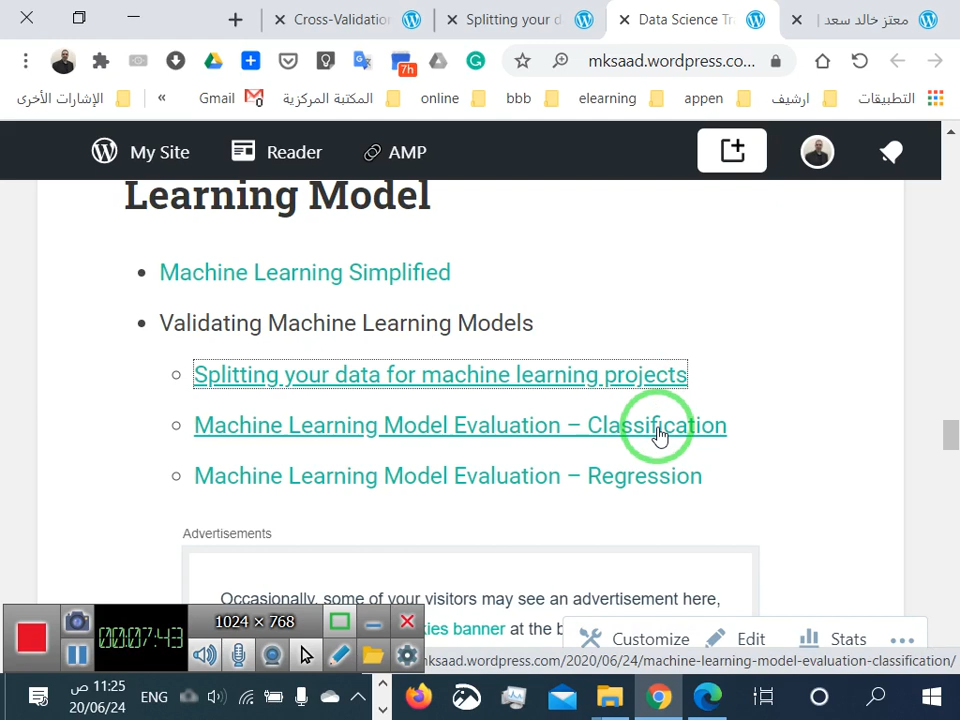 Cross-Validatio
Splitting your d
Data Science Tr
معتز خالد سعد |
7h
mksaad.wordpress.co...
الإشارات الأخرى
«
Gmail
المكتبة المركزية
online
bbb
elearning
appen
ارشيف
التطبيقات
My Site
Reader
AMP
Learning Model
Machine Learning Simplified
Validating Machine Learning Models
Splitting your data for machine learning projects
Machine Learning Model Evaluation – Classification
Machine Learning Model Evaluation – Regression
Advertisements
Occasionally, some of your visitors may see an advertisement here,
kies banner at the b
1024 × 768
00:07:43
Customize
Edit
Stats
mksaad.wordpress.com/2020/06/24/machine-learning-model-evaluation-classification/
11:25 ص
20/06/24
ENG